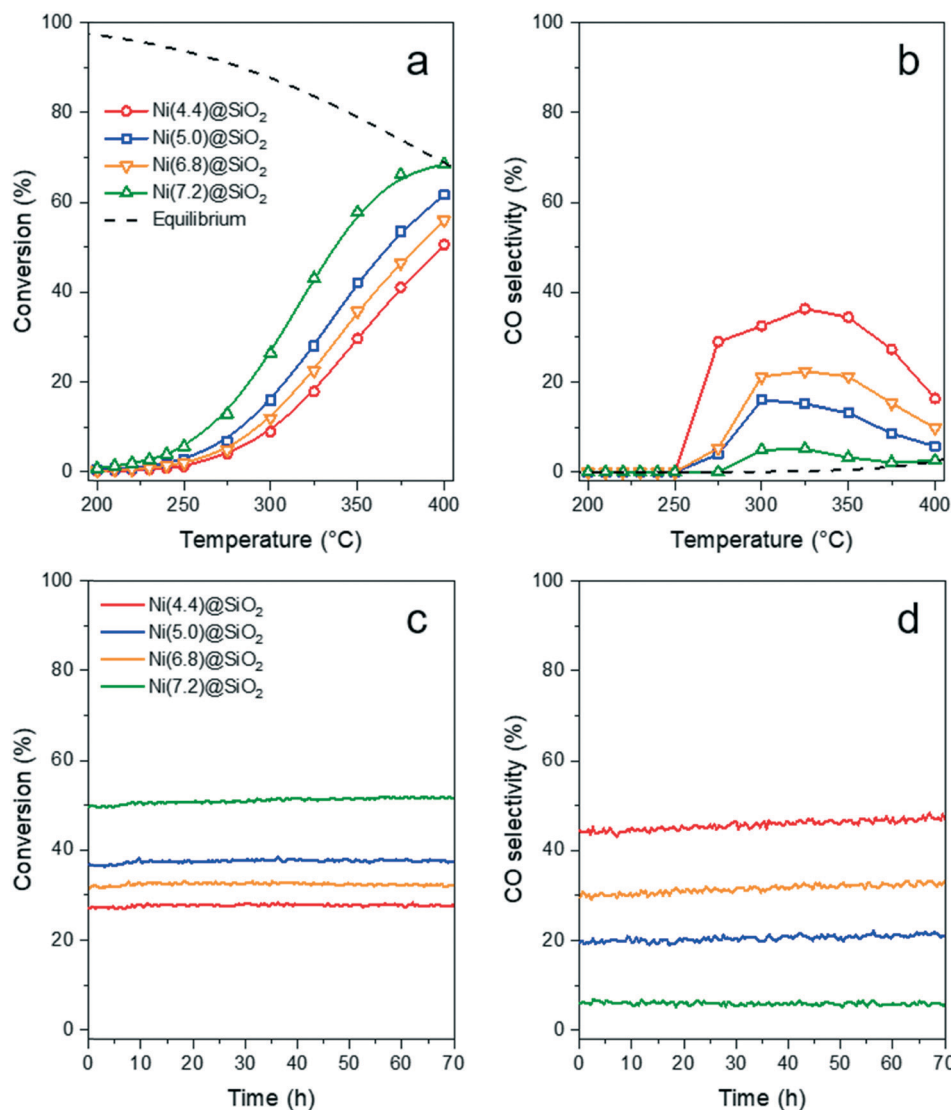 a
Conversion (%)
100
80
60
40
20
0
Ni(4.4)@SiO₂
Ni(5.0)@SiO₂
Ni(6.8)@SiO₂
Ni(7.2)@SiO₂
Equilibrium
200 250 300 350 400
Temperature (°C)
b
CO selectivity (%)
100
80
60
40
20
0
200 250 300 350 400
Temperature (°C)
c
Conversion (%)
100
80
60
40
20
0
Ni(4.4)@SiO₂
Ni(5.0)@SiO₂
Ni(6.8)@SiO₂
Ni(7.2)@SiO₂
0 10 20 30 40 50 60 70
Time (h)
d
CO selectivity (%)
100
80
60
40
20
0
0 10 20 30 40 50 60 70
Time (h)